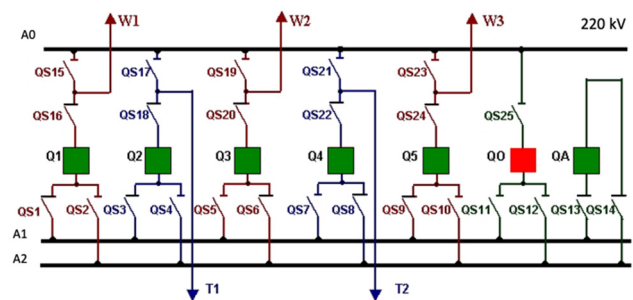 W1 W2 W3
A0 220 kV
QS15 QS17 QS19 QS21 QS23
QS16 QS18 QS20 QS22 QS24 QS25
Q1 Q2 Q3 Q4 Q5 QO QA
QS1 QS2 QS3 QS4 QS5 QS6 QS7 QS8 QS9 QS10 QS11 QS12 QS13 QS14
A1
A2
T1 T2